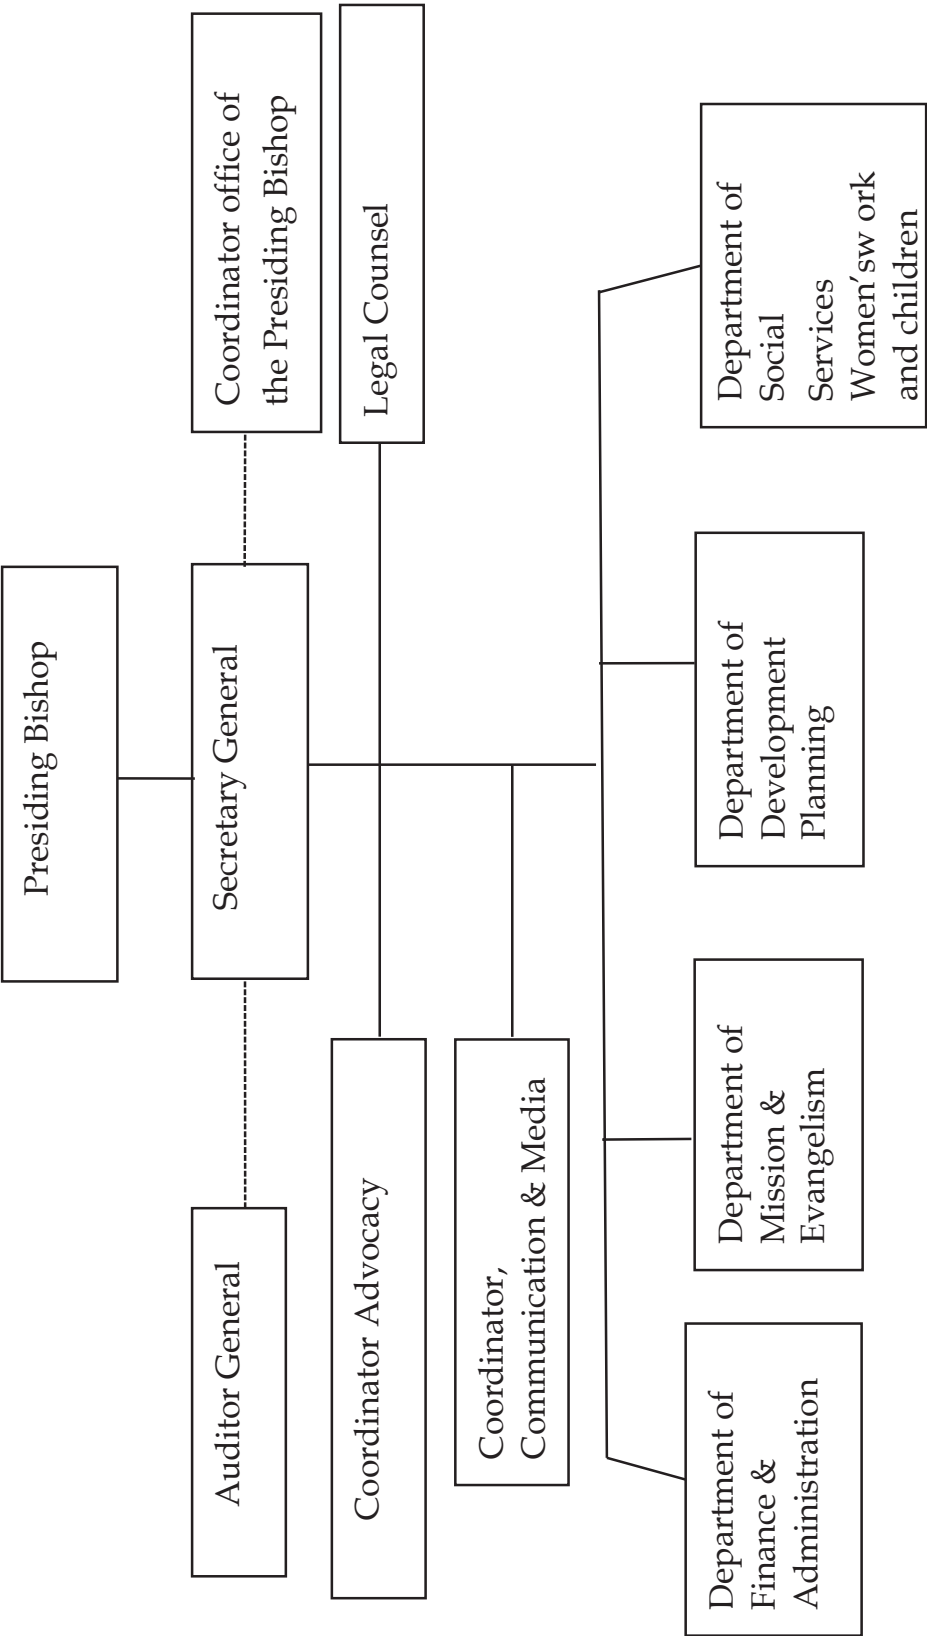 Presiding Bishop
Auditor General
Secretary General
Coordinator office of
the Presiding Bishop
Coordinator Advocacy
Legal Counsel
Coordinator,
Communication & Media
Department of
Finance &
Administration
Department of
Mission &
Evangelism
Department of
Development
Planning
Department of
Social
Services
Women'sw ork
and children